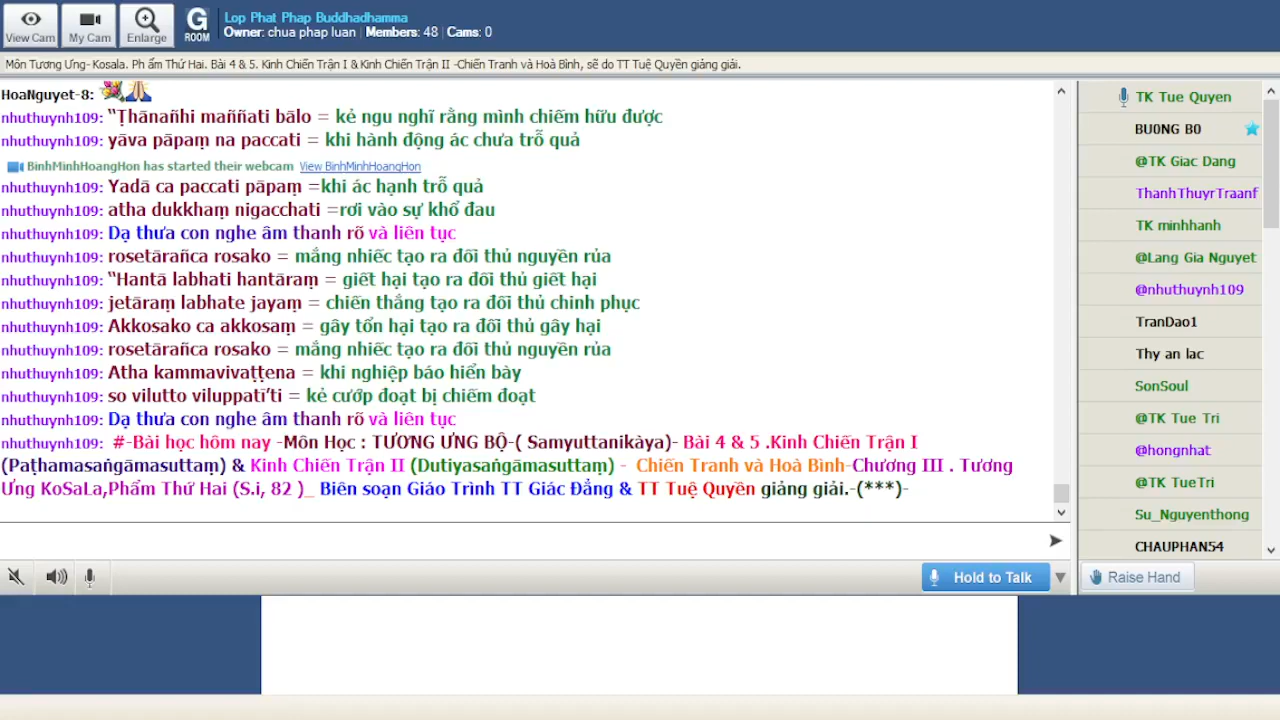 View Cam
My Cam
Enlarge
G
ROOM
Lop Phat Phap Buddhadhamma
Owner: chua phap luan | Members: 48 | Cams: 0
Môn Tương Ưng- Kosala. Ph ẩm Thứ Hai. Bài 4 & 5. Kinh Chiến Trận I & Kinh Chiến Trận II -Chiến Tranh và Hoà Bình, sẽ do TT Tuệ Quyền giảng giải.
HoaNguyet-8:
nhuthuynh109: “Ṭhānañhi maññati bālo = kẻ ngu nghĩ rằng mình chiếm hữu được
nhuthuynh109: yāva pāpaṃ na paccati = khi hành động ác chưa trỗ quả
BinhMinhHoangHon has started their webcam View BinhMinhHoangHon
nhuthuynh109: Yadā ca paccati pāpaṃ =khi ác hạnh trỗ quả
nhuthuynh109: atha dukkhaṃ nigacchati =rơi vào sự khổ đau
nhuthuynh109: Dạ thưa con nghe âm thanh rõ và liên tục
nhuthuynh109: rosetārañca rosako = mắng nhiếc tạo ra đối thủ nguyền rủa
nhuthuynh109: “Hantā labhati hantāraṃ = giết hại tạo ra đối thủ giết hại
nhuthuynh109: jetāraṃ labhate jayaṃ = chiến thắng tạo ra đối thủ chinh phục
nhuthuynh109: Akkosako ca akkosaṃ = gây tổn hại tạo ra đối thủ gây hại
nhuthuynh109: rosetārañca rosako = mắng nhiếc tạo ra đối thủ nguyền rủa
nhuthuynh109: Atha kammavivaṭṭena = khi nghiệp báo hiển bày
nhuthuynh109: so vilutto viluppatī’ti = kẻ cướp đoạt bị chiếm đoạt
nhuthuynh109: Dạ thưa con nghe âm thanh rõ và liên tục
nhuthuynh109: #-Bài học hôm nay -Môn Học : TƯƠNG ƯNG BỘ-( Samyuttanikàya)- Bài 4 & 5 .Kinh Chiến Trận I
(Paṭhamasaṅgāmasuttaṃ) & Kinh Chiến Trận II (Dutiyasaṅgāmasuttaṃ) - Chiến Tranh và Hoà Bình-Chương III . Tương
Ưng KoSaLa,Phẩm Thứ Hai (S.i, 82 )_ Biên soạn Giáo Trình TT Giác Đẳng & TT Tuệ Quyền giảng giải.-(***)-
Hold to Talk
TK Tue Quyen
BU0NG B0
@TK Giac Dang
ThanhThuyrTraanf
TK minhhanh
@Lang Gia Nguyet
@nhuthuynh109
TranDao1
Thy an lac
SonSoul
@TK Tue Tri
@hongnhat
@TK TueTri
Su_Nguyenthong
CHAUPHAN54
Raise Hand